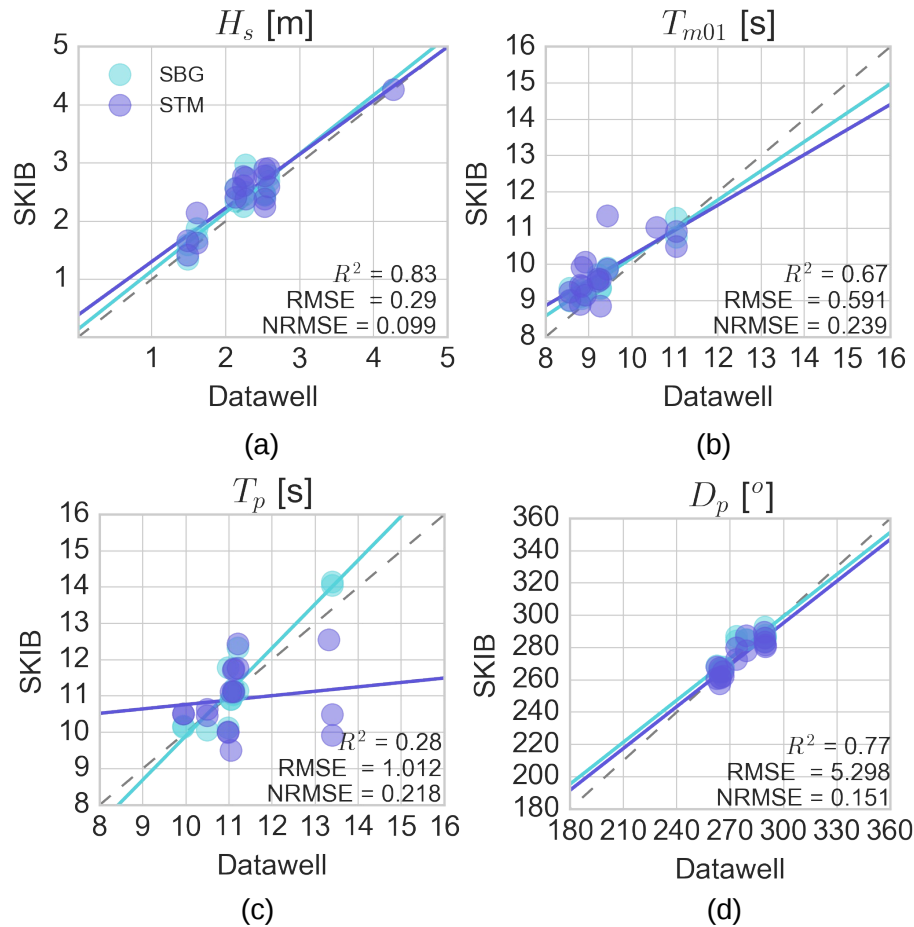 H_s [m]
5
4
3
2
1
SBG
STM
SKIB
R² = 0.83
RMSE = 0.29
NRMSE = 0.099
1 2 3 4 5
Datawell
(a)
T_m01 [s]
16
15
14
13
12
11
10
9
8
SKIB
R² = 0.67
RMSE = 0.591
NRMSE = 0.239
8 9 10 11 12 13 14 15 16
Datawell
(b)
T_p [s]
16
15
14
13
12
11
10
9
8
SKIB
R² = 0.28
RMSE = 1.012
NRMSE = 0.218
8 9 10 11 12 13 14 15 16
Datawell
(c)
D_p [°]
360
340
320
300
280
260
240
220
200
180
SKIB
R² = 0.77
RMSE = 5.298
NRMSE = 0.151
180 210 240 270 300 330 360
Datawell
(d)